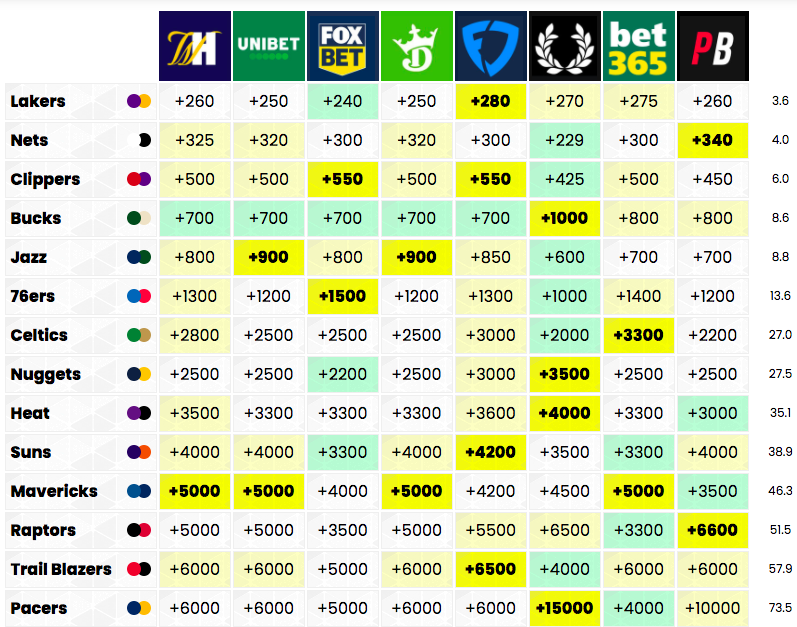 WH UNIBET FOX BET bet365 PB
Lakers +260 +250 +240 +250 +280 +270 +275 +260 3.6
Nets +325 +320 +300 +320 +300 +229 +300 +340 4.0
Clippers +500 +500 +550 +500 +550 +425 +500 +450 6.0
Bucks +700 +700 +700 +700 +700 +1000 +800 +800 8.6
Jazz +800 +900 +800 +900 +850 +600 +700 +700 8.8
76ers +1300 +1200 +1500 +1200 +1300 +1000 +1400 +1200 13.6
Celtics +2800 +2500 +2500 +2500 +3000 +2000 +3300 +2200 27.0
Nuggets +2500 +2500 +2200 +2500 +3000 +3500 +2500 +2500 27.5
Heat +3500 +3300 +3300 +3300 +3600 +4000 +3300 +3000 35.1
Suns +4000 +4000 +3300 +4000 +4200 +3500 +3300 +4000 38.9
Mavericks +5000 +5000 +4000 +5000 +4200 +4500 +5000 +3500 46.3
Raptors +5000 +5000 +3500 +5000 +5500 +6500 +3300 +6600 51.5
Trail Blazers +6000 +6000 +5000 +6000 +6500 +4000 +6000 +6000 57.9
Pacers +6000 +6000 +5000 +6000 +6000 +15000 +4000 +10000 73.5